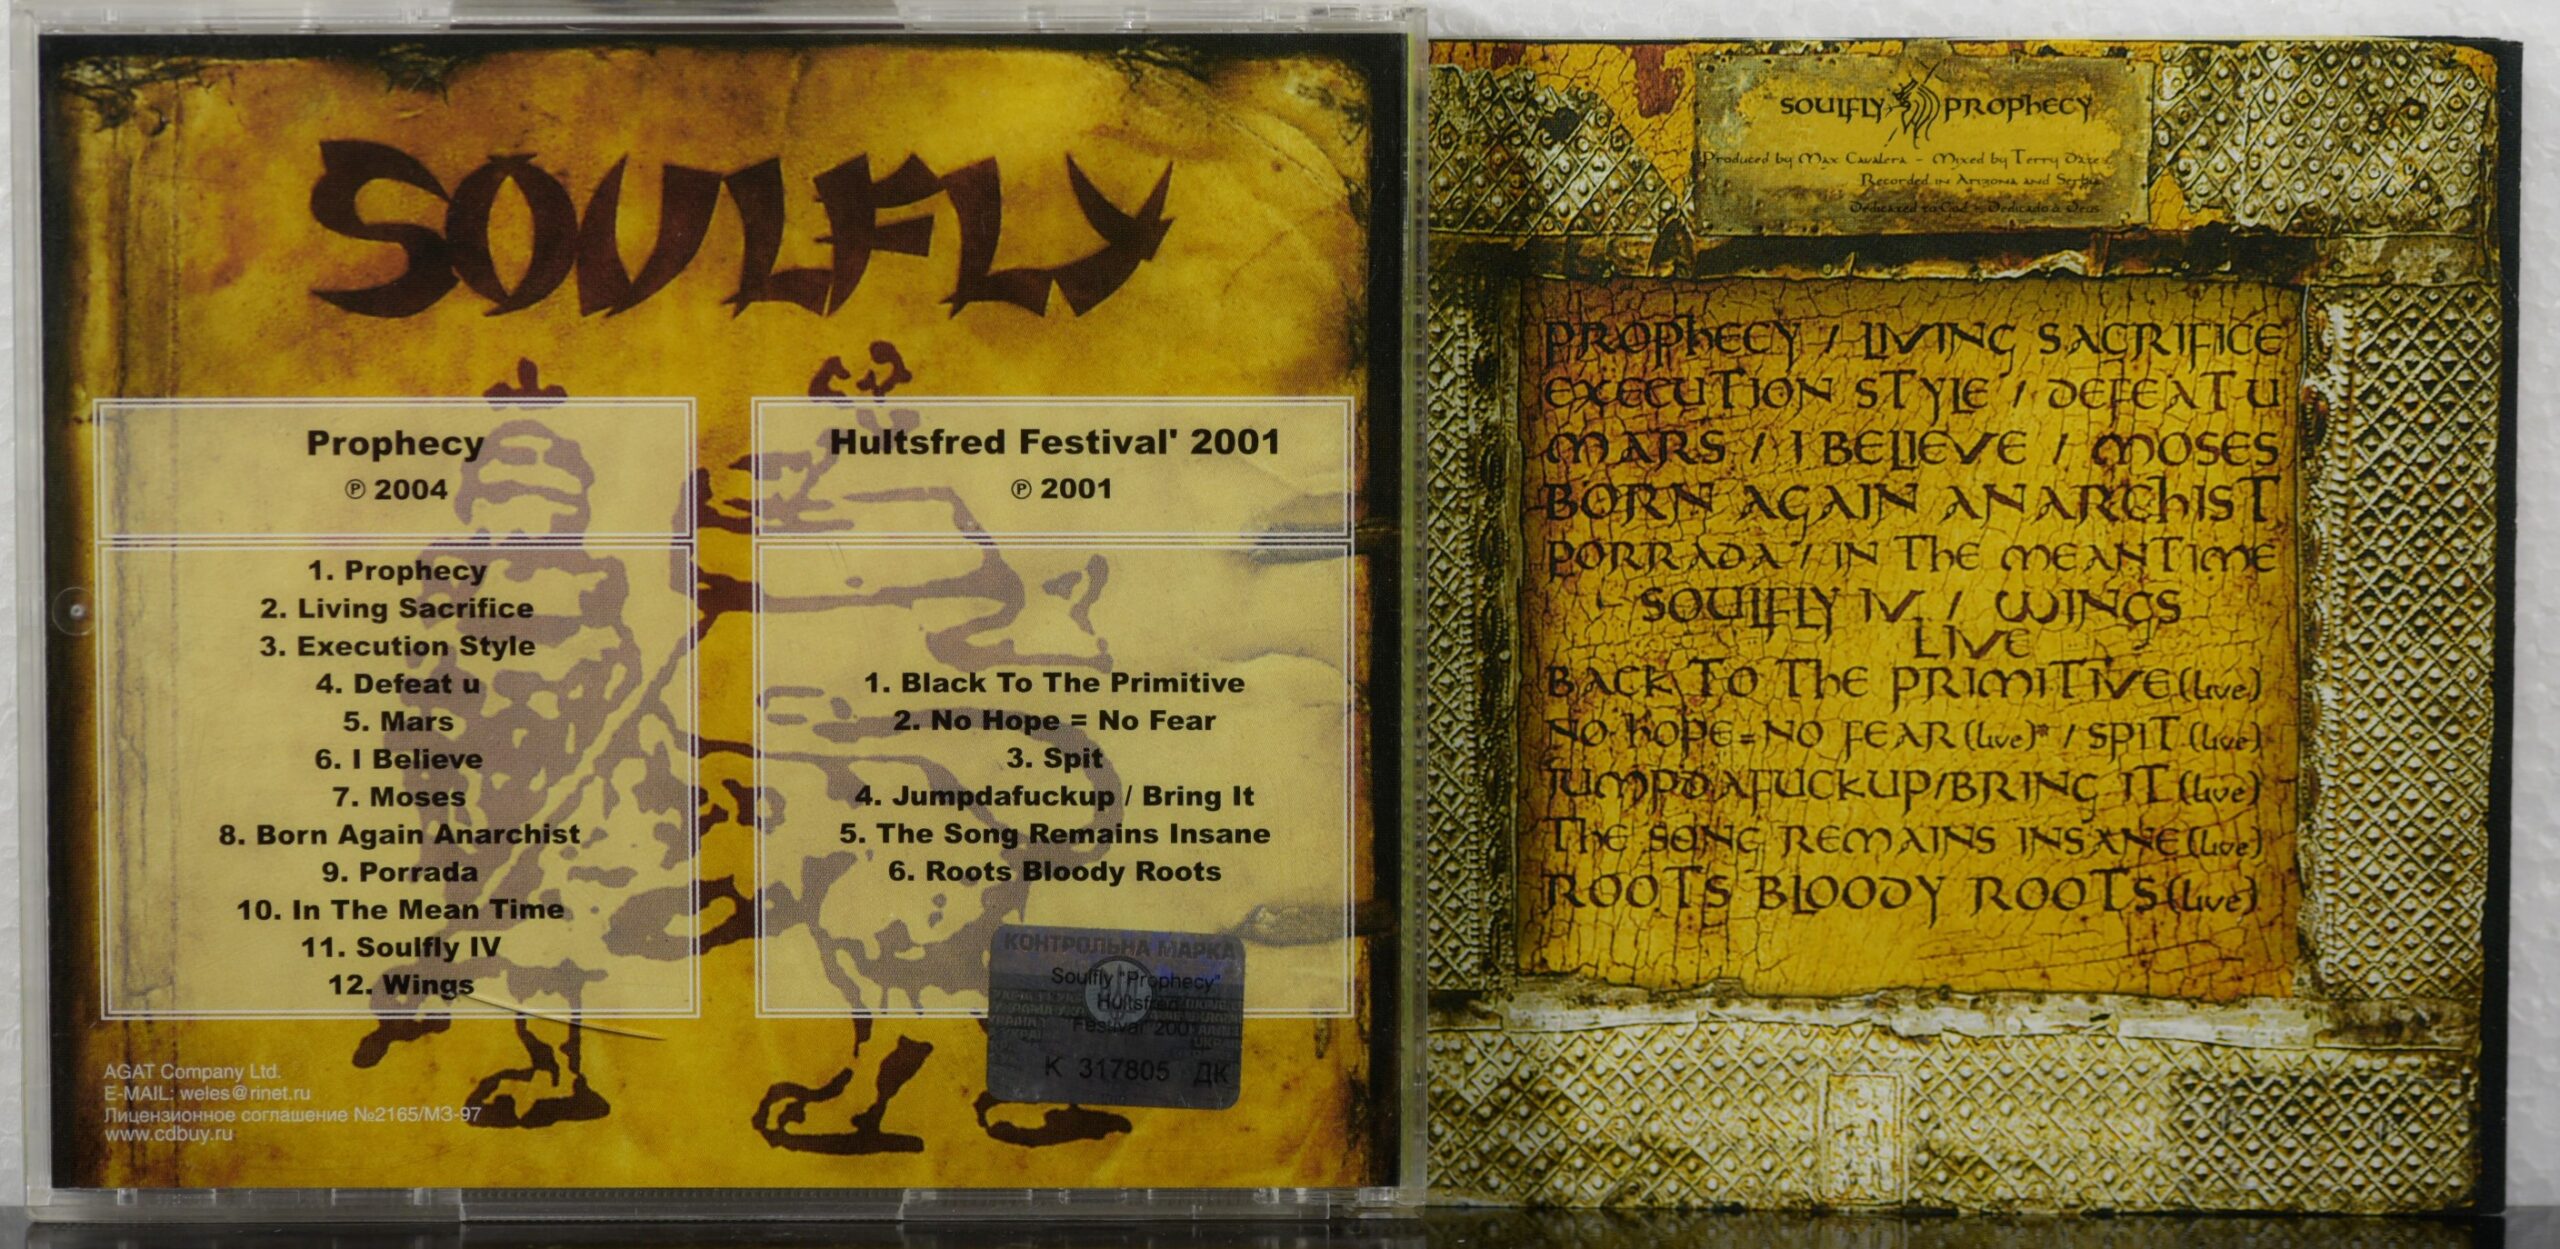 SOULFLY
Prophecy
℗ 2004
1. Prophecy
2. Living Sacrifice
3. Execution Style
4. Defeat u
5. Mars
6. I Believe
7. Moses
8. Born Again Anarchist
9. Porrada
10. In The Mean Time
11. Soulfly IV
12. Wings
Hultsfred Festival' 2001
℗ 2001
1. Black To The Primitive
2. No Hope = No Fear
3. Spit
4. Jumpdafuckup / Bring It
5. The Song Remains Insane
6. Roots Bloody Roots
КОНТРОЛЬНА МАРКА
Soulfly "Prophecy"
Hultsfred
Festival' 2001
К 317805 ДК
AGAT Company Ltd.
E-MAIL: weles@rinet.ru
Лицензионное соглашение №2165/МЗ-97
www.cdbuy.ru
SOULFLY PROPHECY
Produced by Max Cavalera - Mixed by Terry Date
Recorded in Arizona and Serbia
Dedicated to God - Dedicado à Deus
PROPHECY / LIVING SACRIFICE
EXECUTION STYLE / DEFEAT U
MARS / I BELIEVE / MOSES
BORN AGAIN ANARCHIST
PORRADA / IN THE MEANTIME
SOULFLY IV / WINGS
LIVE
BACK TO THE PRIMITIVE (Live)
NO HOPE = NO FEAR (Live)* / SPIT (Live)
JUMPDAFUCKUP/BRING IT (Live)
THE SONG REMAINS INSANE (Live)
ROOTS BLOODY ROOTS (Live)